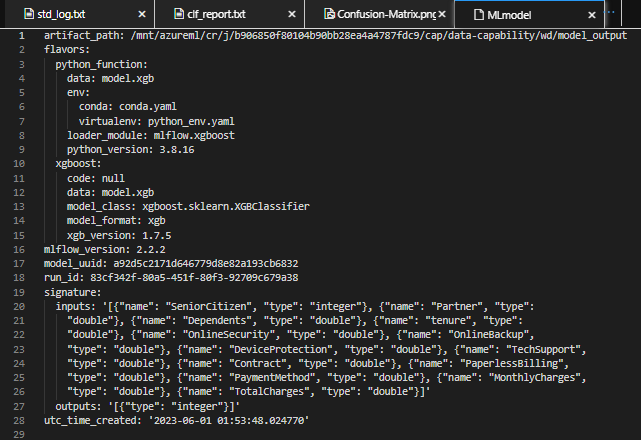 std_log.txt
clf_report.txt
Confusion-Matrix.png
MLmodel
1 artifact_path: /mnt/azureml/cr/j/b906850f80104b90bb28ea4a4787fdc9/cap/data-capability/wd/model_output
2 flavors:
3   python_function:
4     data: model.xgb
5     env:
6       conda: conda.yaml
7       virtualenv: python_env.yaml
8     loader_module: mlflow.xgboost
9     python_version: 3.8.16
10   xgboost:
11     code: null
12     data: model.xgb
13     model_class: xgboost.sklearn.XGBClassifier
14     model_format: xgb
15     xgb_version: 1.7.5
16 mlflow_version: 2.2.2
17 model_uuid: a92d5c2171d646779d8e82a193cb6832
18 run_id: 83cf342f-80a5-451f-80f3-92709c679a38
19 signature:
20   inputs: '[{"name": "SeniorCitizen", "type": "integer"}, {"name": "Partner", "type":
21     "double"}, {"name": "Dependents", "type": "double"}, {"name": "tenure", "type":
22     "double"}, {"name": "OnlineSecurity", "type": "double"}, {"name": "OnlineBackup",
23     "type": "double"}, {"name": "DeviceProtection", "type": "double"}, {"name": "TechSupport",
24     "type": "double"}, {"name": "Contract", "type": "double"}, {"name": "PaperlessBilling",
25     "type": "double"}, {"name": "PaymentMethod", "type": "double"}, {"name": "MonthlyCharges",
26     "type": "double"}, {"name": "TotalCharges", "type": "double"}]'
27   outputs: '[{"type": "integer"}]'
28 utc_time_created: '2023-06-01 01:53:48.024770'
29